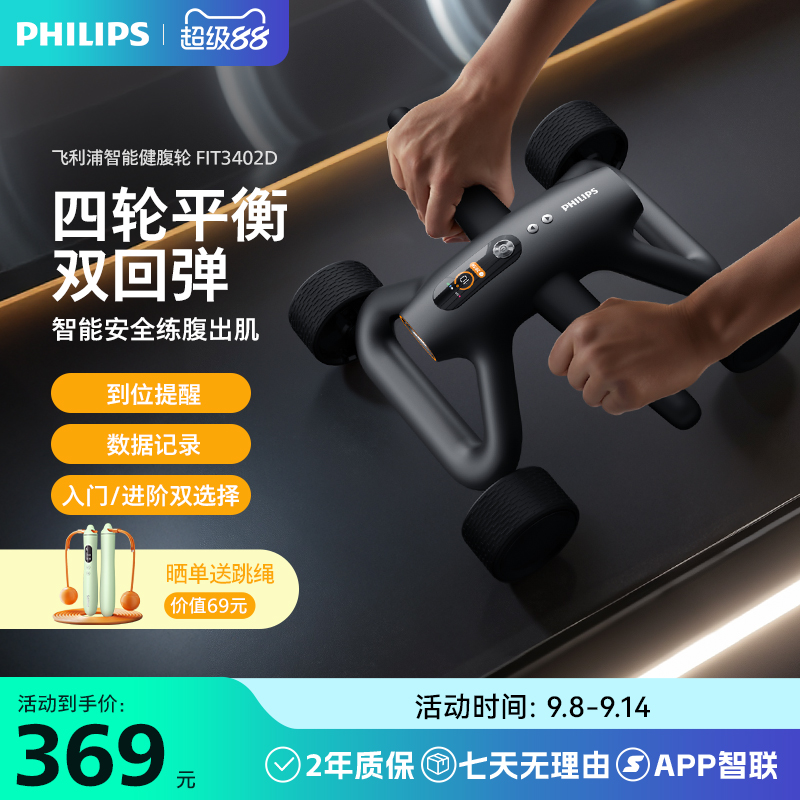 PHILIPS
超级88
飞利浦智能健腹轮 FIT3402D
四轮平衡
双回弹
智能安全练腹出肌
到位提醒
数据记录
入门/进阶双选择
晒单送跳绳
价值69元
PHILIPS
活动到手价:
369元
活动时间: 9.8-9.14
2年质保
七天无理由
APP智联